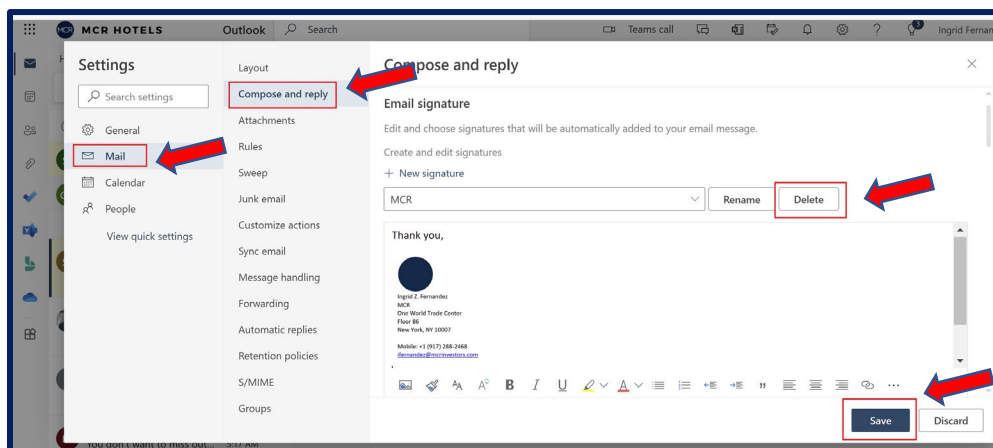 MCR HOTELS Outlook Search Teams call 3 Ingrid Fernan
Settings
Search settings
General
Mail
Calendar
People
View quick settings
Layout
Compose and reply
Attachments
Rules
Sweep
Junk email
Customize actions
Sync email
Message handling
Forwarding
Automatic replies
Retention policies
S/MIME
Groups
Compose and reply
Email signature
Edit and choose signatures that will be automatically added to your email message.
Create and edit signatures
+ New signature
MCR Rename Delete
Thank you,
Ingrid Z. Fernandez
MCR
One World Trade Center
Floor 86
New York, NY 10007
Mobile: +1 (917) 288-2468
ifernandez@mcrinvestors.com
B I U A
Save Discard
You don't want to miss out... 5:17 AM